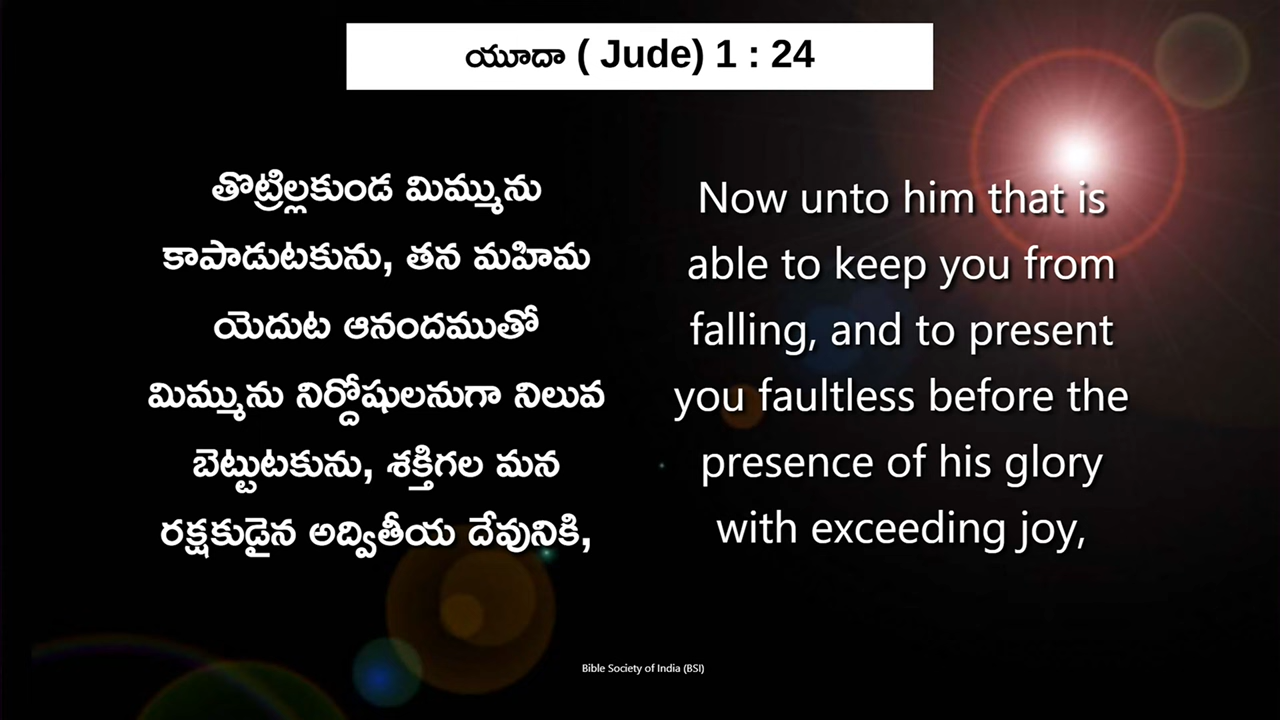 యూదా ( Jude) 1 : 24
తొట్రిల్లకుండ మిమ్మును
కాపాడుటకును, తన మహిమ
యెదుట ఆనందముతో
మిమ్మును నిర్దోషులనుగా నిలువ
బెట్టుటకును, శక్తిగల మన
రక్షకుడైన అద్వితీయ దేవునికి,
Now unto him that is
able to keep you from
falling, and to present
you faultless before the
presence of his glory
with exceeding joy,
Bible Society of India (BSI)